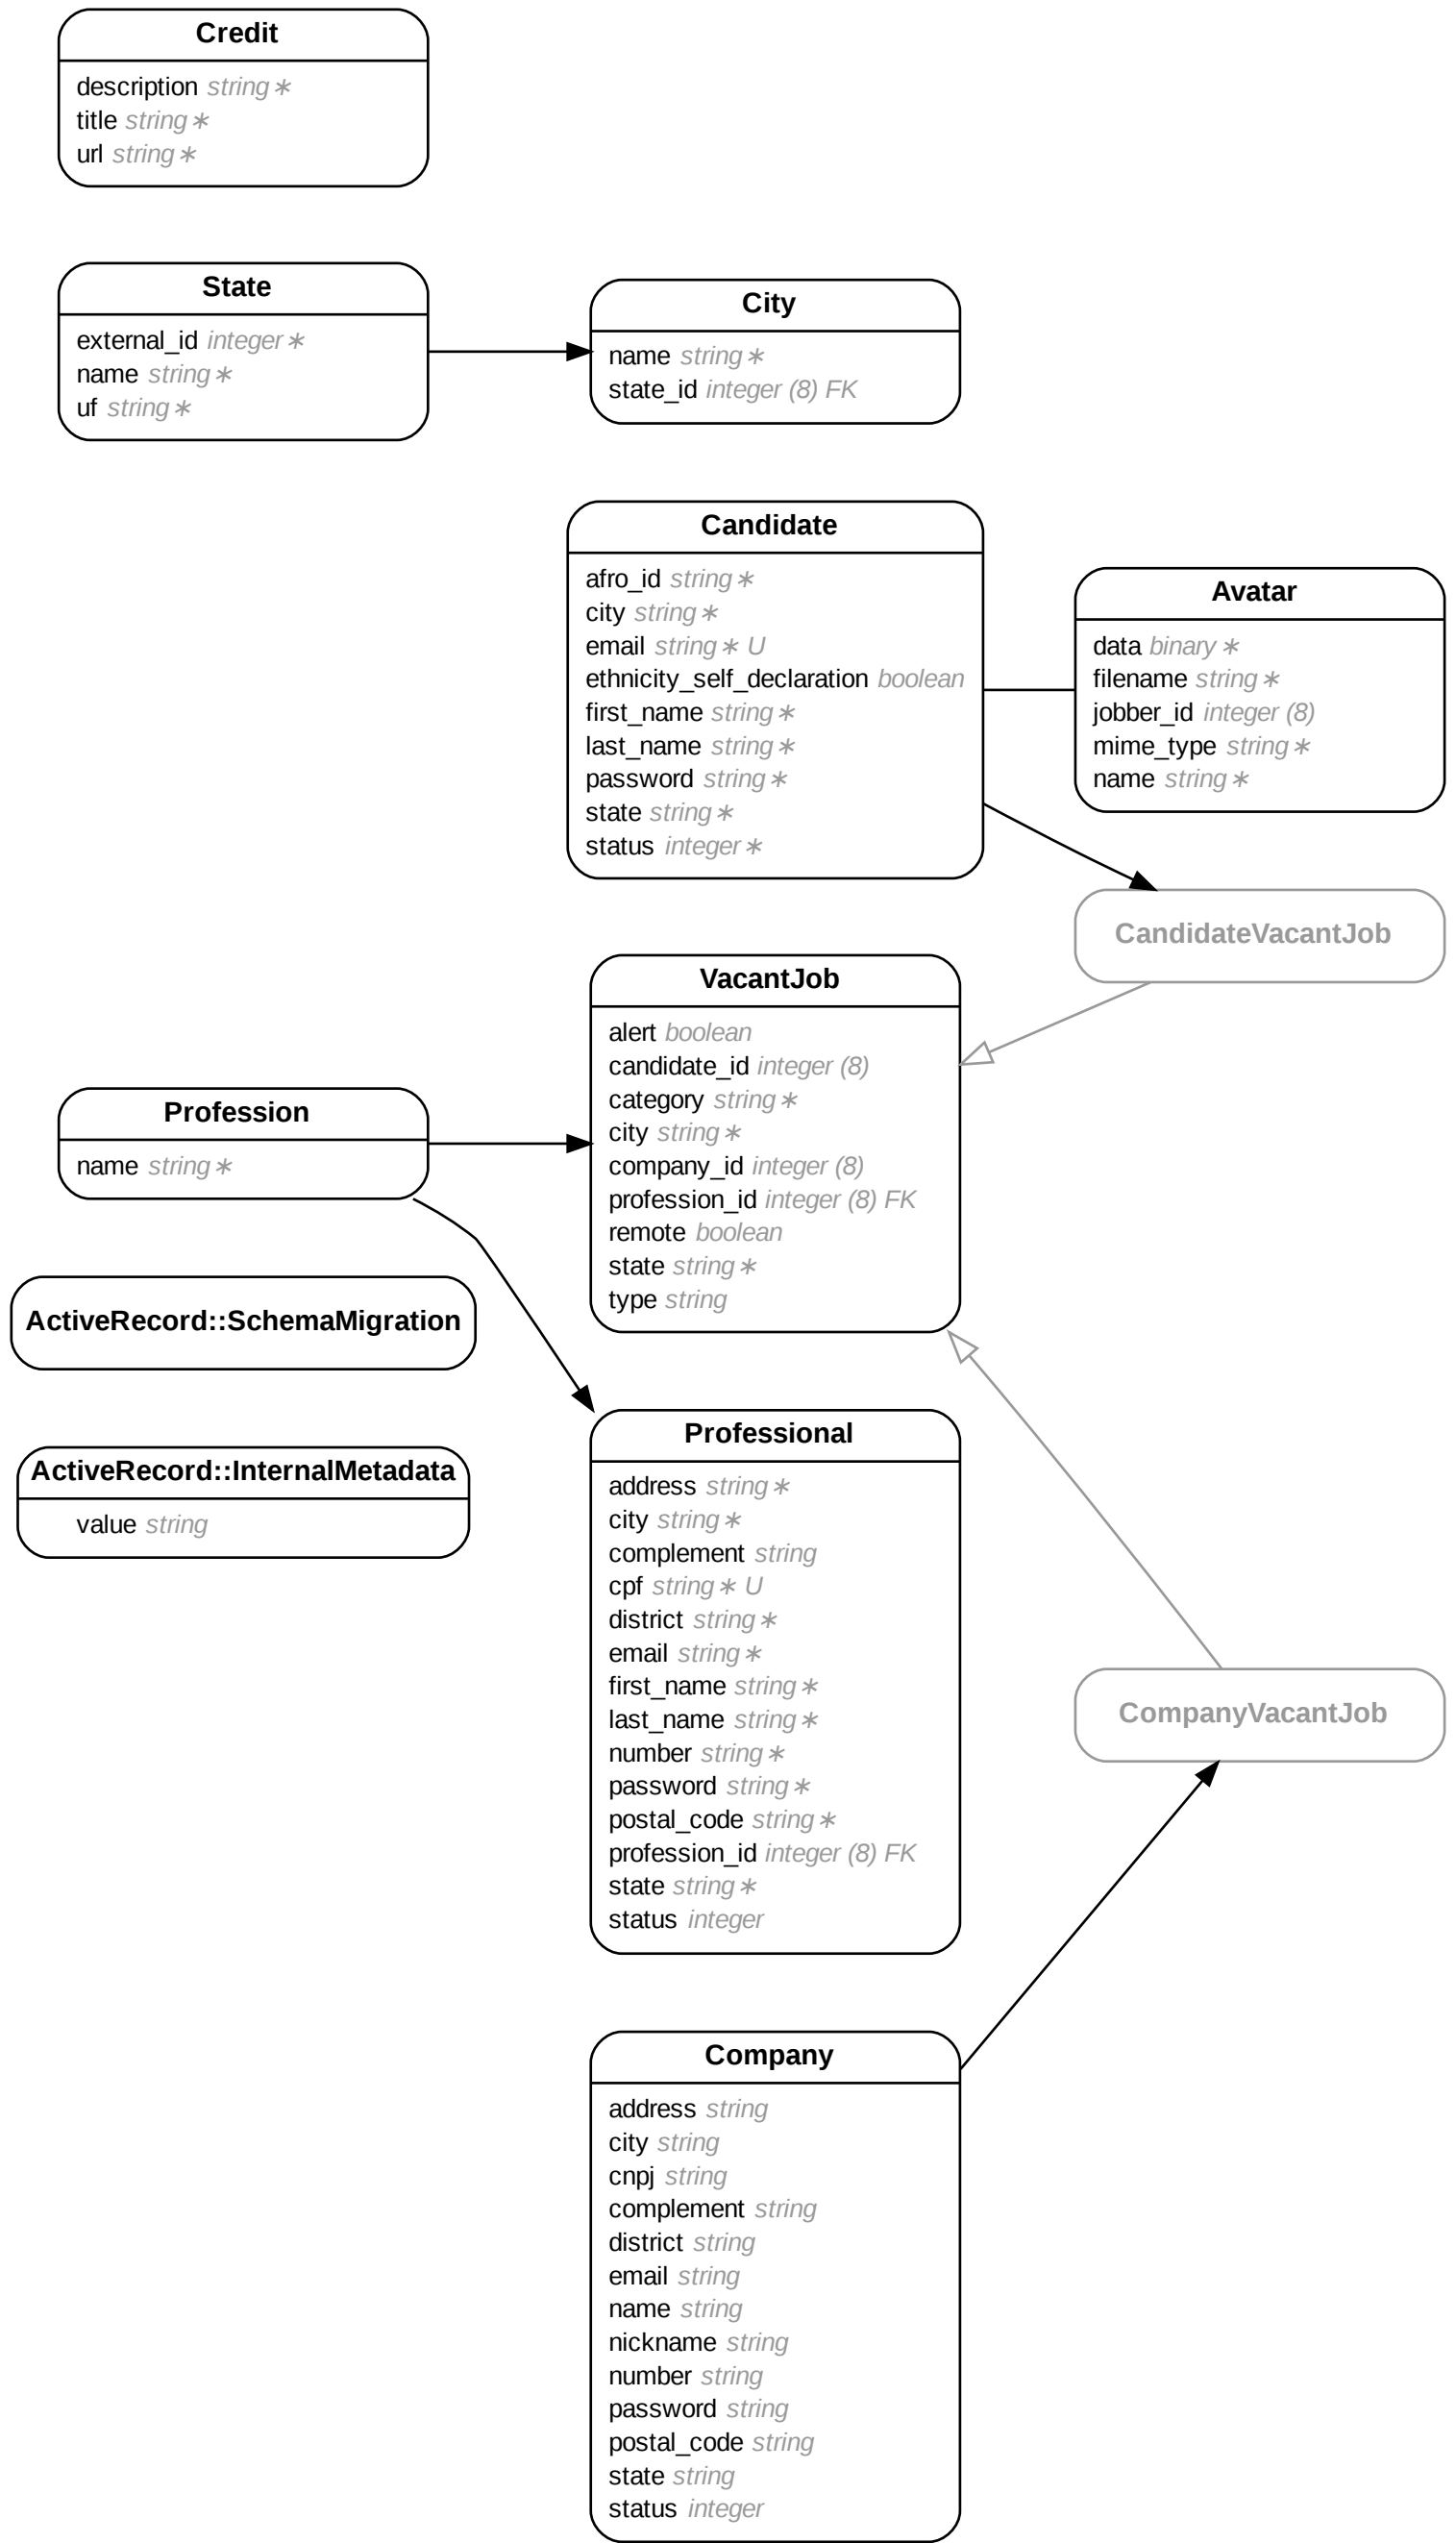 Credit
description string∗
title string∗
url string∗
State
external_id integer∗
name string∗
uf string∗
City
name string∗
state_id integer (8) FK
Candidate
afro_id string∗
city string∗
email string∗ U
ethnicity_self_declaration boolean
first_name string∗
last_name string∗
password string∗
state string∗
status integer∗
Avatar
data binary∗
filename string∗
jobber_id integer (8)
mime_type string∗
name string∗
CandidateVacantJob
VacantJob
alert boolean
candidate_id integer (8)
category string∗
city string∗
company_id integer (8)
profession_id integer (8) FK
remote boolean
state string∗
type string
Profession
name string∗
ActiveRecord::SchemaMigration
ActiveRecord::InternalMetadata
value string
Professional
address string∗
city string∗
complement string
cpf string∗ U
district string∗
email string∗
first_name string∗
last_name string∗
number string∗
password string∗
postal_code string∗
profession_id integer (8) FK
state string∗
status integer
CompanyVacantJob
Company
address string
city string
cnpj string
complement string
district string
email string
name string
nickname string
number string
password string
postal_code string
state string
status integer